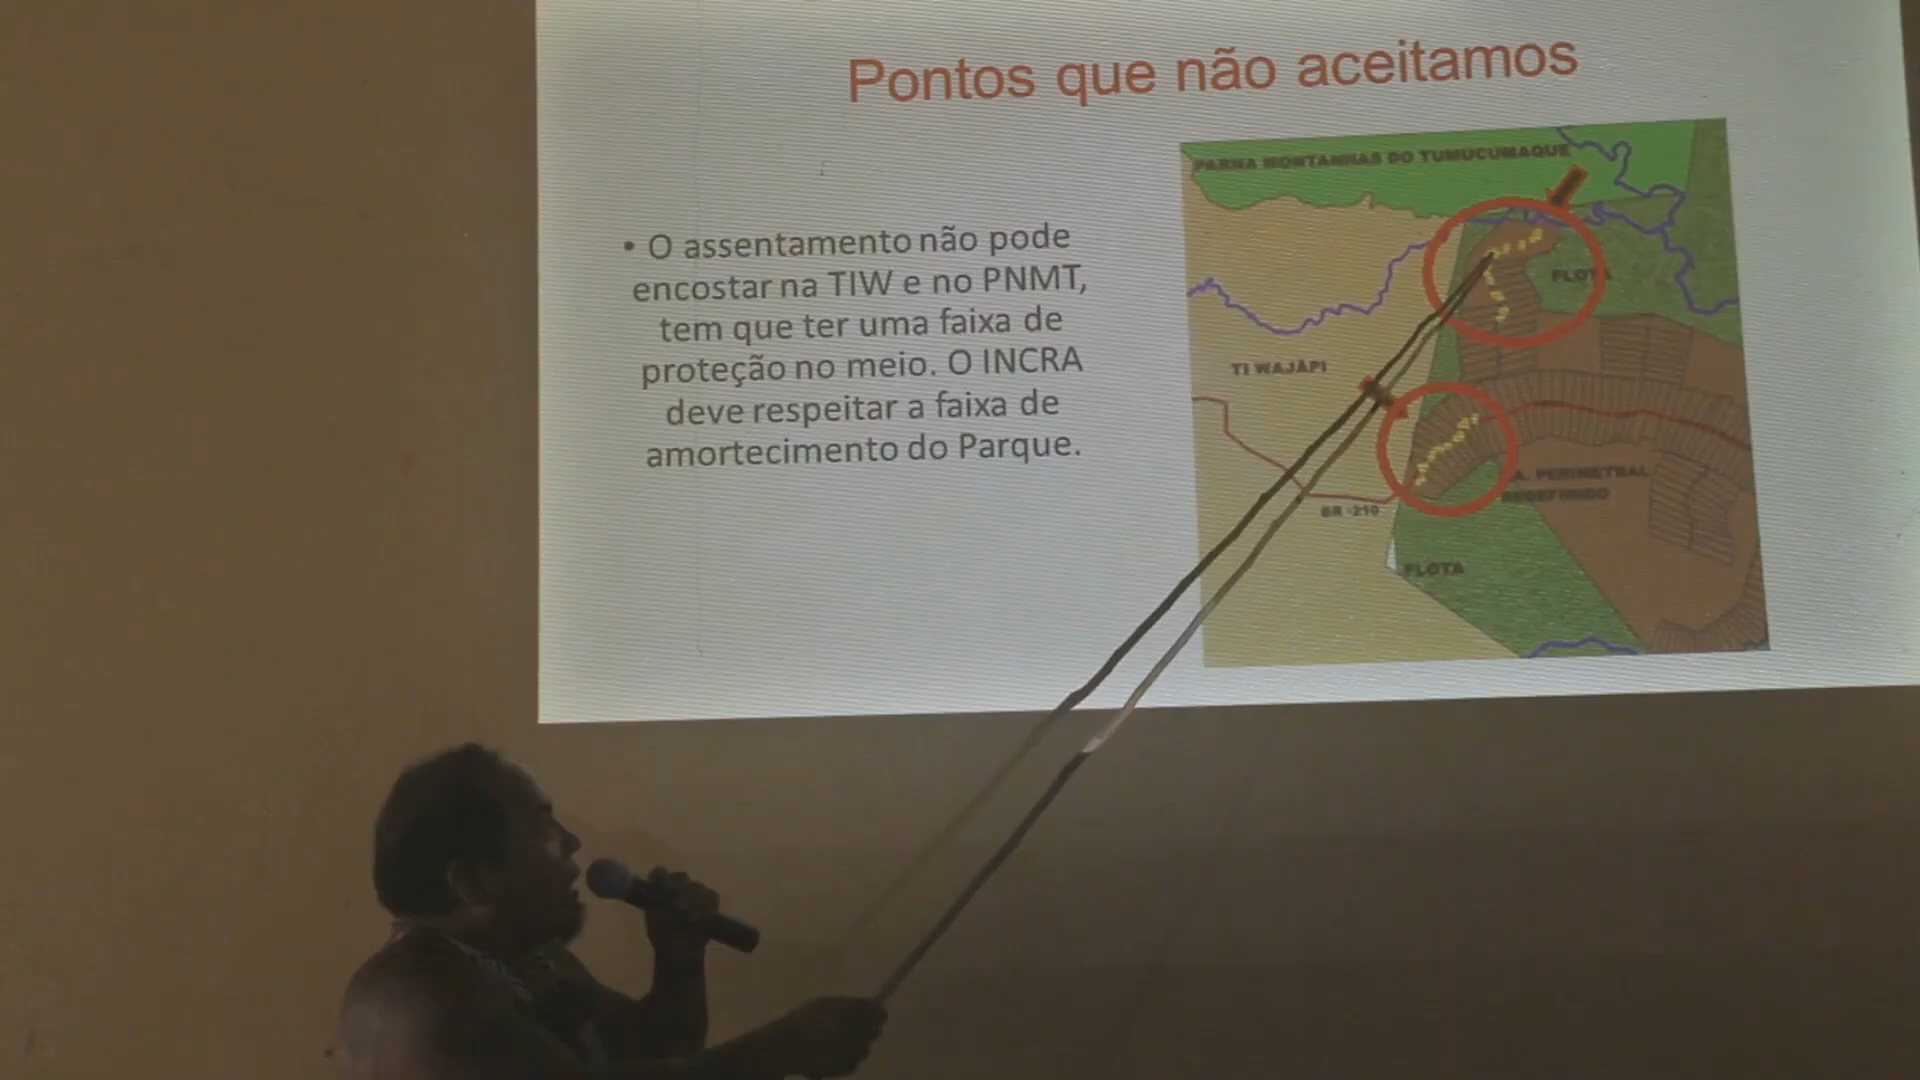 Pontos que não aceitamos
• O assentamento não pode
encostar na TIW e no PNMT,
tem que ter uma faixa de
proteção no meio. O INCRA
deve respeitar a faixa de
amortecimento do Parque.
PARNA MONTANHAS DO TUMUCUMAQUE
FLOTA
TI WAJÃPI
A. PERIMETRAL
REDEFINIDO
BR-210
FLOTA